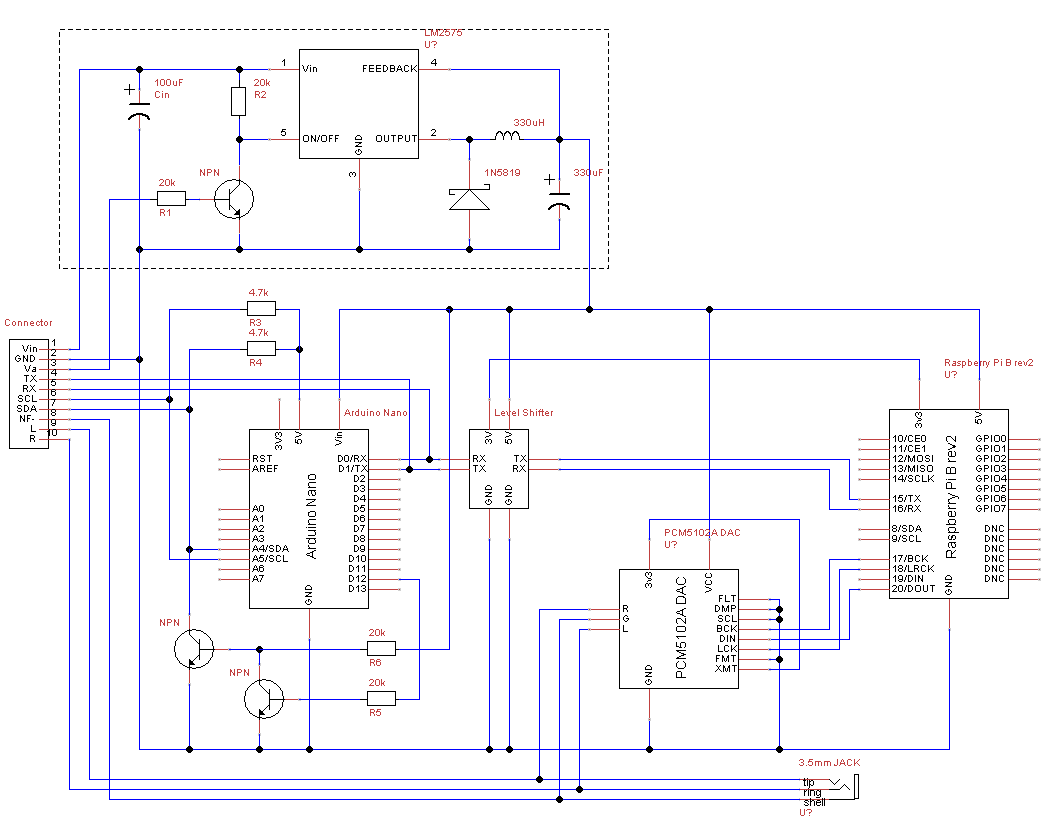 LM2575
U?
100uF
Cin
20k
R2
1
Vin
FEEDBACK
4
5
ON/OFF
OUTPUT
2
GND
3
330uH
1N5819
330uF
NPN
20k
R1
Connector
Vin 1
GND 2
Va 3
TX 4
RX 5
SCL 6
SDA 7
NF- 8
L 9
R 10
4.7k
R3
4.7k
R4
Arduino Nano
3V3
5V
Vin
RST
AREF
A0
A1
A2
A3
A4/SDA
A5/SCL
A6
A7
Arduino Nano
D0/RX
D1/TX
D2
D3
D4
D5
D6
D7
D8
D9
D10
D11
D12
D13
GND
Level Shifter
3V
5V
RX
TX
TX
RX
GND
GND
Raspberry Pi B rev2
U?
3v3
5V
10/CE0
11/CE1
12/MOSI
13/MISO
14/SCLK
15/TX
16/RX
8/SDA
9/SCL
17/BCK
18/LRCK
19/DIN
20/DOUT
Raspberry Pi B rev2
GPIO0
GPIO1
GPIO2
GPIO3
GPIO4
GPIO5
GPIO6
GPIO7
DNC
DNC
DNC
DNC
DNC
DNC
GND
PCM5102A DAC
U?
3v3
VCC
R
G
L
PCM5102A DAC
FLT
DMP
SCL
BCK
DIN
LCK
FMT
XMT
GND
NPN
NPN
20k
R6
20k
R5
3.5mm JACK
tip
ring
shell
U?